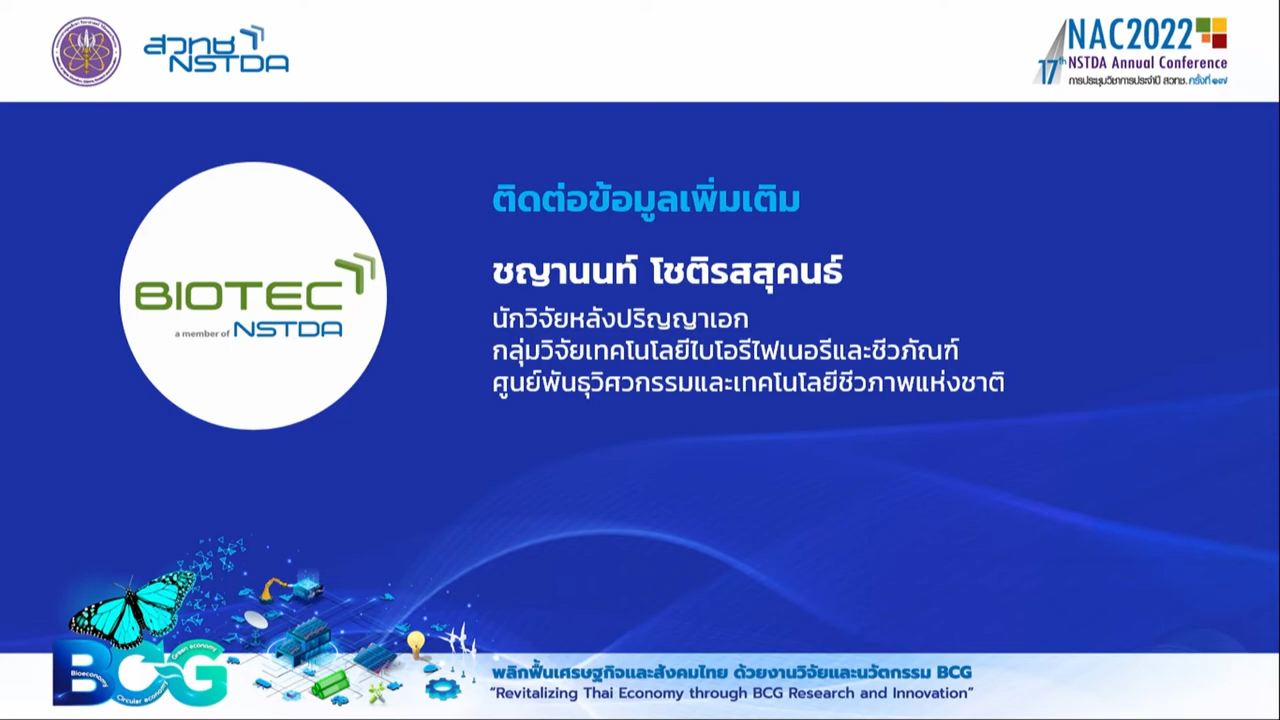 สวทช
NSTDA
NAC2022
17th NSTDA Annual Conference
การประชุมวิชาการประจำปี สวทช. ครั้งที่ ๑๗
ติดต่อข้อมูลเพิ่มเติม
ชญานนท์ โชติรสสุคนธ์
นักวิจัยหลังปริญญาเอก
กลุ่มวิจัยเทคโนโลยีไบโอรีไฟเนอรีและชีวภัณฑ์
ศูนย์พันธุวิศวกรรมและเทคโนโลยีชีวภาพแห่งชาติ
BIOTEC
a member of NSTDA
BCG
Bioeconomy
Circular economy
Green economy
พลิกฟื้นเศรษฐกิจและสังคมไทย ด้วยงานวิจัยและนวัตกรรม BCG
“Revitalizing Thai Economy through BCG Research and Innovation”